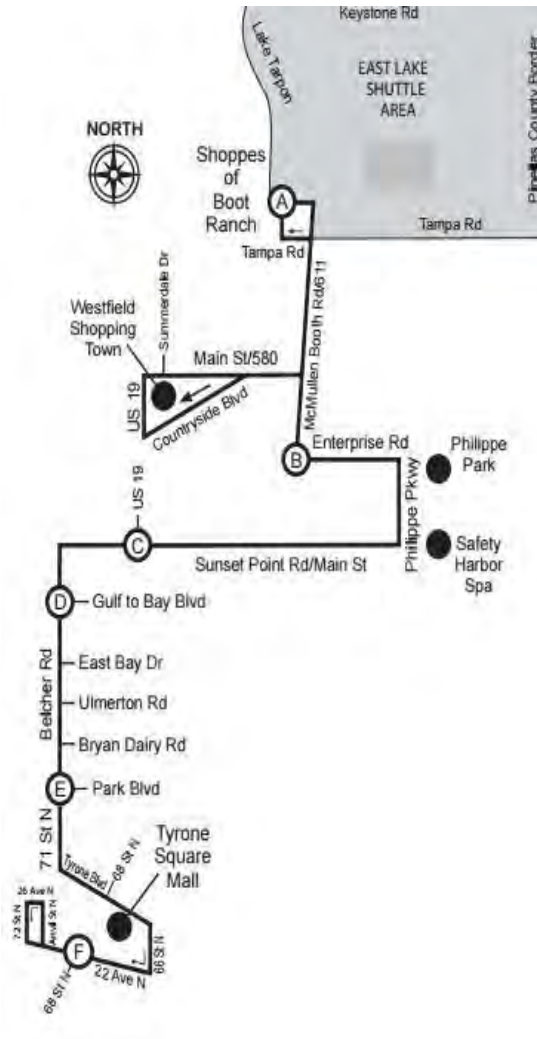 Keystone Rd
Lake Tarpon
EAST LAKE
SHUTTLE
AREA
Pinellas County Border
NORTH
Shoppes
of
Boot
Ranch
A
Tampa Rd
Tampa Rd
McMullen Booth Rd/611
Summerdale Dr
Westfield
Shopping
Town
Main St/580
US 19
Countryside Blvd
B
Enterprise Rd
Philippe
Park
Philippe Pkwy
US 19
C
Sunset Point Rd/Main St
Safety
Harbor
Spa
D
Gulf to Bay Blvd
Belcher Rd
East Bay Dr
Ulmerton Rd
Bryan Dairy Rd
E
Park Blvd
71 St N
Tyrone
Square
Mall
Tyrone Blvd
68 St N
26 Ave N
72 St N
Anvil St N
F
66 St N
22 Ave N
68 St N